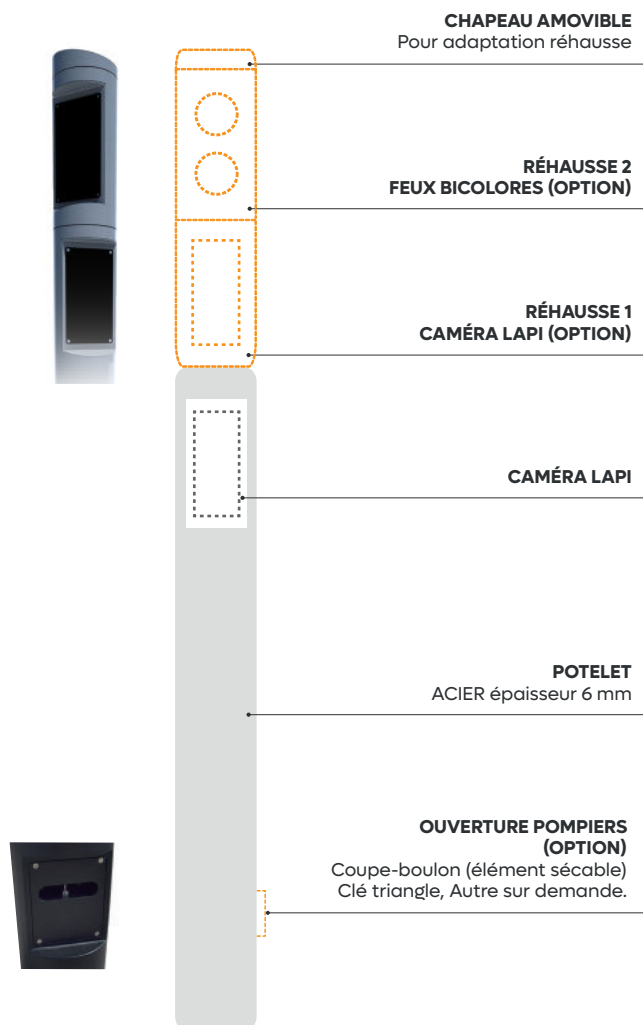 CHAPEAU AMOVIBLE
Pour adaptation réhausse
RÉHAUSSE 2
FEUX BICOLORES (OPTION)
RÉHAUSSE 1
CAMÉRA LAPI (OPTION)
CAMÉRA LAPI
POTELET
ACIER épaisseur 6 mm
OUVERTURE POMPIERS
(OPTION)
Coupe-boulon (élément sécable)
Clé triangle, Autre sur demande.